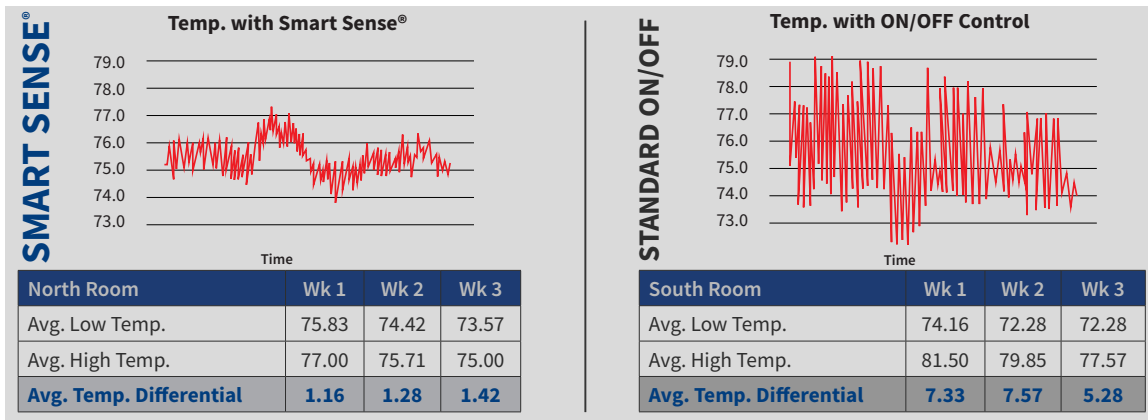 SMART SENSE®
Temp. with Smart Sense®
79.0
78.0
77.0
76.0
75.0
74.0
73.0
Time
North Room Wk 1 Wk 2 Wk 3
Avg. Low Temp. 75.83 74.42 73.57
Avg. High Temp. 77.00 75.71 75.00
Avg. Temp. Differential 1.16 1.28 1.42
STANDARD ON/OFF
Temp. with ON/OFF Control
79.0
78.0
77.0
76.0
75.0
74.0
73.0
Time
South Room Wk 1 Wk 2 Wk 3
Avg. Low Temp. 74.16 72.28 72.28
Avg. High Temp. 81.50 79.85 77.57
Avg. Temp. Differential 7.33 7.57 5.28